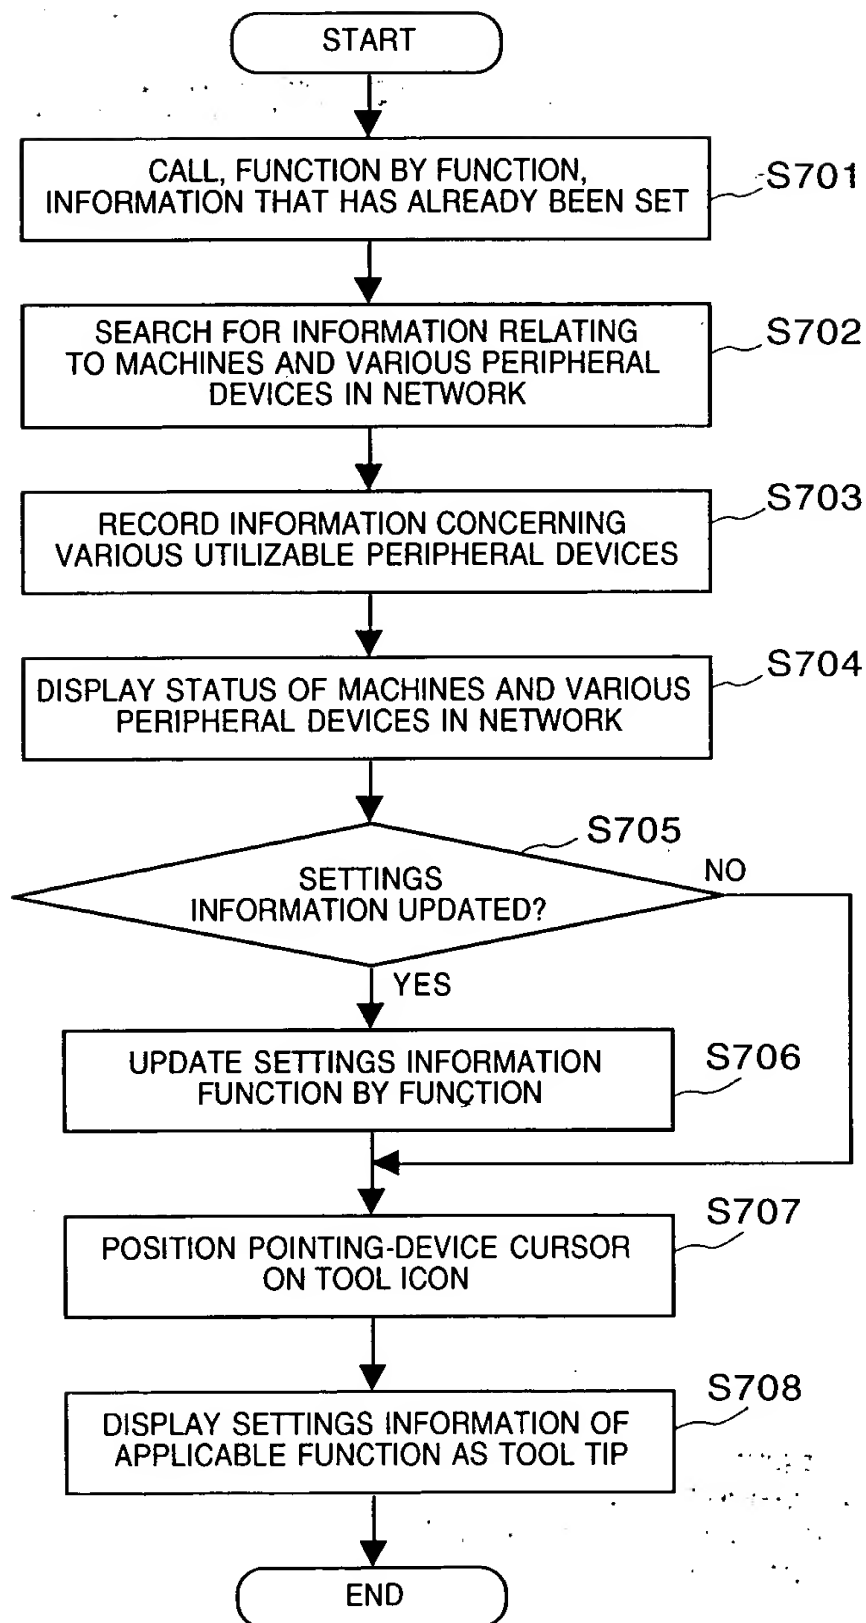 START
CALL, FUNCTION BY FUNCTION,
INFORMATION THAT HAS ALREADY BEEN SET
S701
SEARCH FOR INFORMATION RELATING
TO MACHINES AND VARIOUS PERIPHERAL
DEVICES IN NETWORK
S702
RECORD INFORMATION CONCERNING
VARIOUS UTILIZABLE PERIPHERAL DEVICES
S703
DISPLAY STATUS OF MACHINES AND VARIOUS
PERIPHERAL DEVICES IN NETWORK
S704
S705
SETTINGS
INFORMATION UPDATED?
NO
YES
UPDATE SETTINGS INFORMATION
FUNCTION BY FUNCTION
S706
POSITION POINTING-DEVICE CURSOR
ON TOOL ICON
S707
DISPLAY SETTINGS INFORMATION OF
APPLICABLE FUNCTION AS TOOL TIP
S708
END